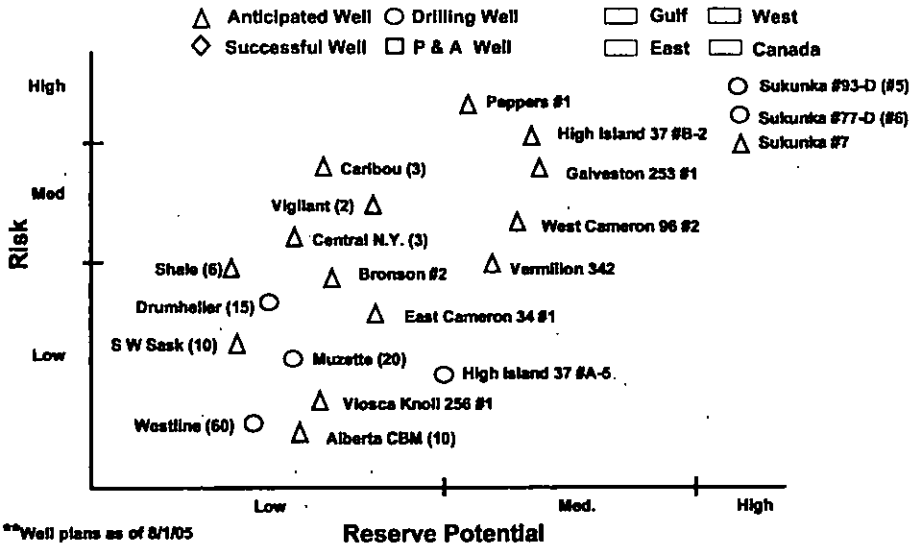 Anticipated Well Drilling Well Gulf West
Successful Well P & A Well East Canada
High
Peppers #1
Sukunka #93-D (#5)
Sukunka #77-D (#6)
High Island 37 #B-2
Sukunka #7
Caribou (3)
Galveston 253 #1
Med
Vigilant (2)
West Cameron 96 #2
Central N.Y. (3)
Risk
Shale (6)
Bronson #2
Vermilion 342
Drumheller (15)
East Cameron 34 #1
S W Sask (10)
Low
Muzette (20)
High Island 37 #A-5
Viosca Knoll 256 #1
Westline (60)
Alberta CBM (10)
Low Med. High
**Well plans as of 8/1/05
Reserve Potential